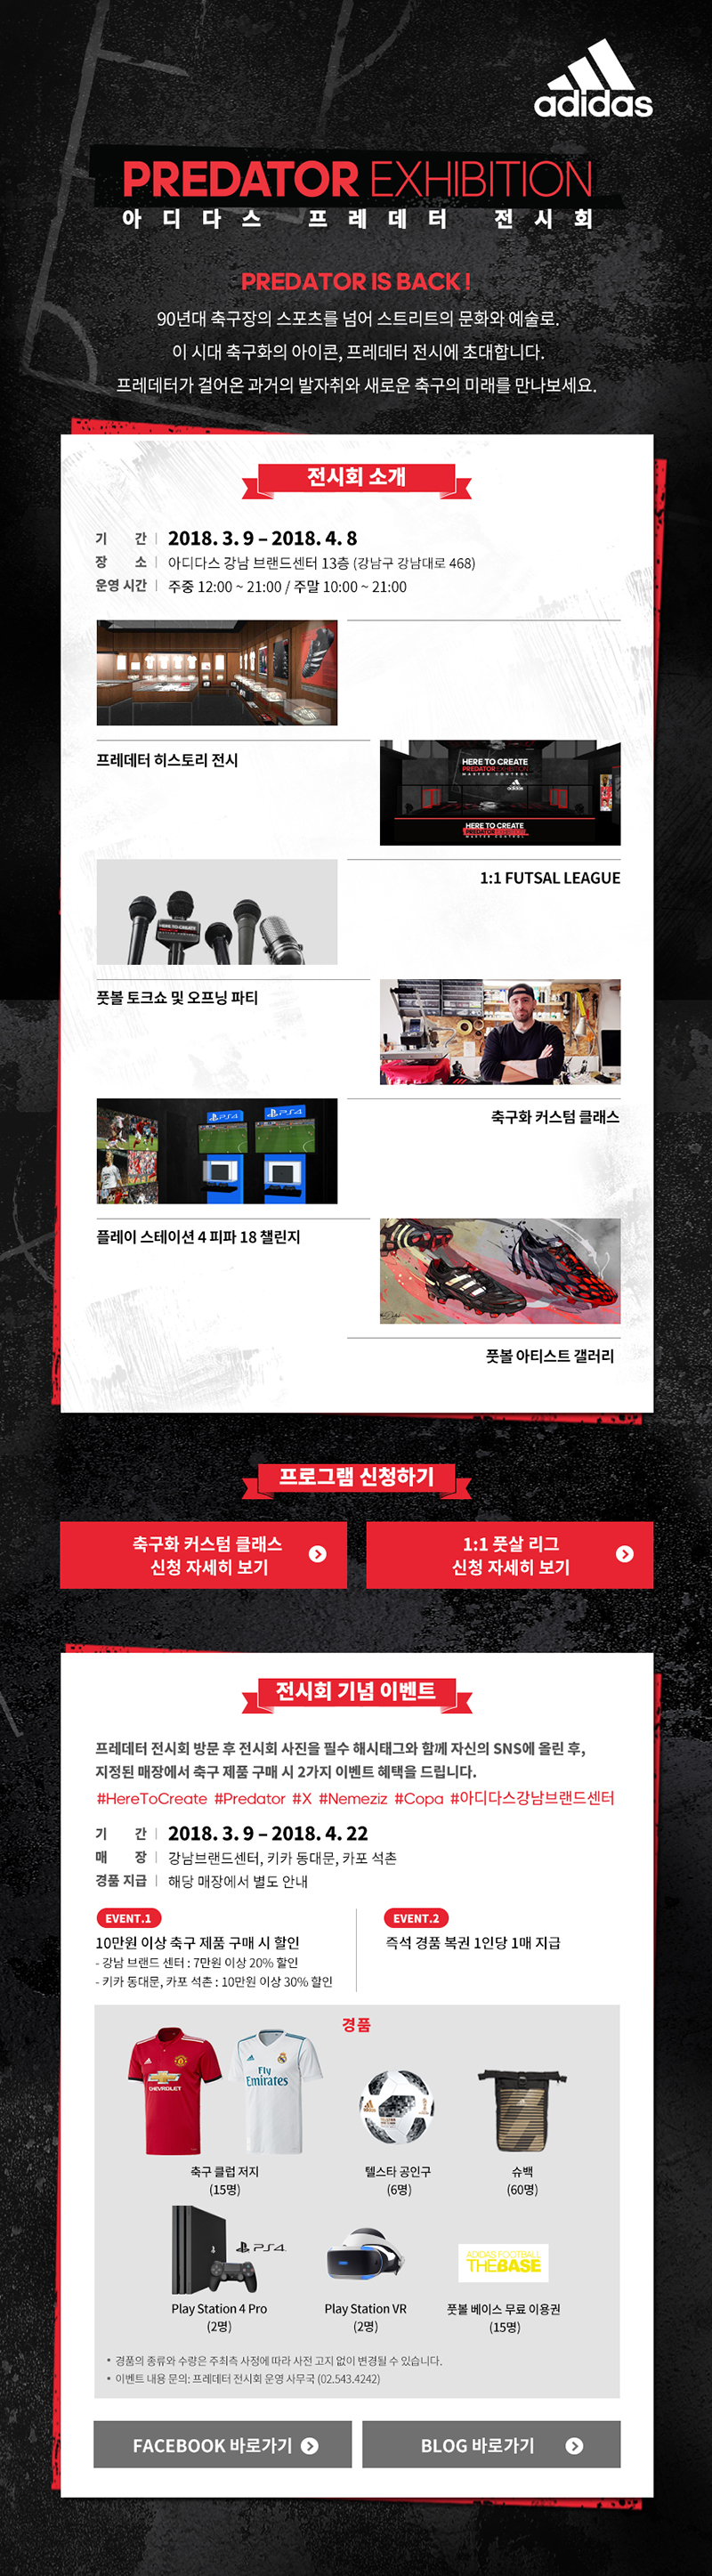 adidas
PREDATOR EXHIBITION
아디다스 프레데터 전시회
PREDATOR IS BACK!
90년대 축구장의 스포츠를 넘어 스트리트의 문화와 예술로.
이 시대 축구화의 아이콘, 프레데터 전시에 초대합니다.
프레데터가 걸어온 과거의 발자취와 새로운 축구의 미래를 만나보세요.
전시회 소개
기 간 | 2018. 3. 9 – 2018. 4. 8
장 소 | 아디다스 강남 브랜드센터 13층 (강남구 강남대로 468)
운영 시간 | 주중 12:00 ~ 21:00 / 주말 10:00 ~ 21:00
프레데터 히스토리 전시
HERE TO CREATE
PREDATOR EXHIBITION
MASTER CONTROL
adidas
HERE TO CREATE
PREDATOR EXHIBITION
MASTER CONTROL
1:1 FUTSAL LEAGUE
HERE TO CREATE
풋볼 토크쇼 및 오프닝 파티
축구화 커스텀 클래스
PS4
PS4
플레이 스테이션 4 피파 18 챌린지
풋볼 아티스트 갤러리
프로그램 신청하기
축구화 커스텀 클래스
신청 자세히 보기
1:1 풋살 리그
신청 자세히 보기
전시회 기념 이벤트
프레데터 전시회 방문 후 전시회 사진을 필수 해시태그와 함께 자신의 SNS에 올린 후,
지정된 매장에서 축구 제품 구매 시 2가지 이벤트 혜택을 드립니다.
#HereToCreate #Predator #X #Nemeziz #Copa #아디다스강남브랜드센터
기 간 | 2018. 3. 9 – 2018. 4. 22
매 장 | 강남브랜드센터, 키카 동대문, 카포 석촌
경품 지급 | 해당 매장에서 별도 안내
EVENT.1
10만원 이상 축구 제품 구매 시 할인
- 강남 브랜드 센터 : 7만원 이상 20% 할인
- 키카 동대문, 카포 석촌 : 10만원 이상 30% 할인
EVENT.2
즉석 경품 복권 1인당 1매 지급
경품
CHEVROLET
Fly
Emirates
축구 클럽 저지
(15명)
텔스타 공인구
(6명)
슈백
(60명)
PS4
Play Station 4 Pro
(2명)
Play Station VR
(2명)
ADIDAS FOOTBALL
THEBASE
풋볼 베이스 무료 이용권
(15명)
• 경품의 종류와 수량은 주최측 사정에 따라 사전 고지 없이 변경될 수 있습니다.
• 이벤트 내용 문의: 프레데터 전시회 운영 사무국 (02.543.4242)
FACEBOOK 바로가기
BLOG 바로가기